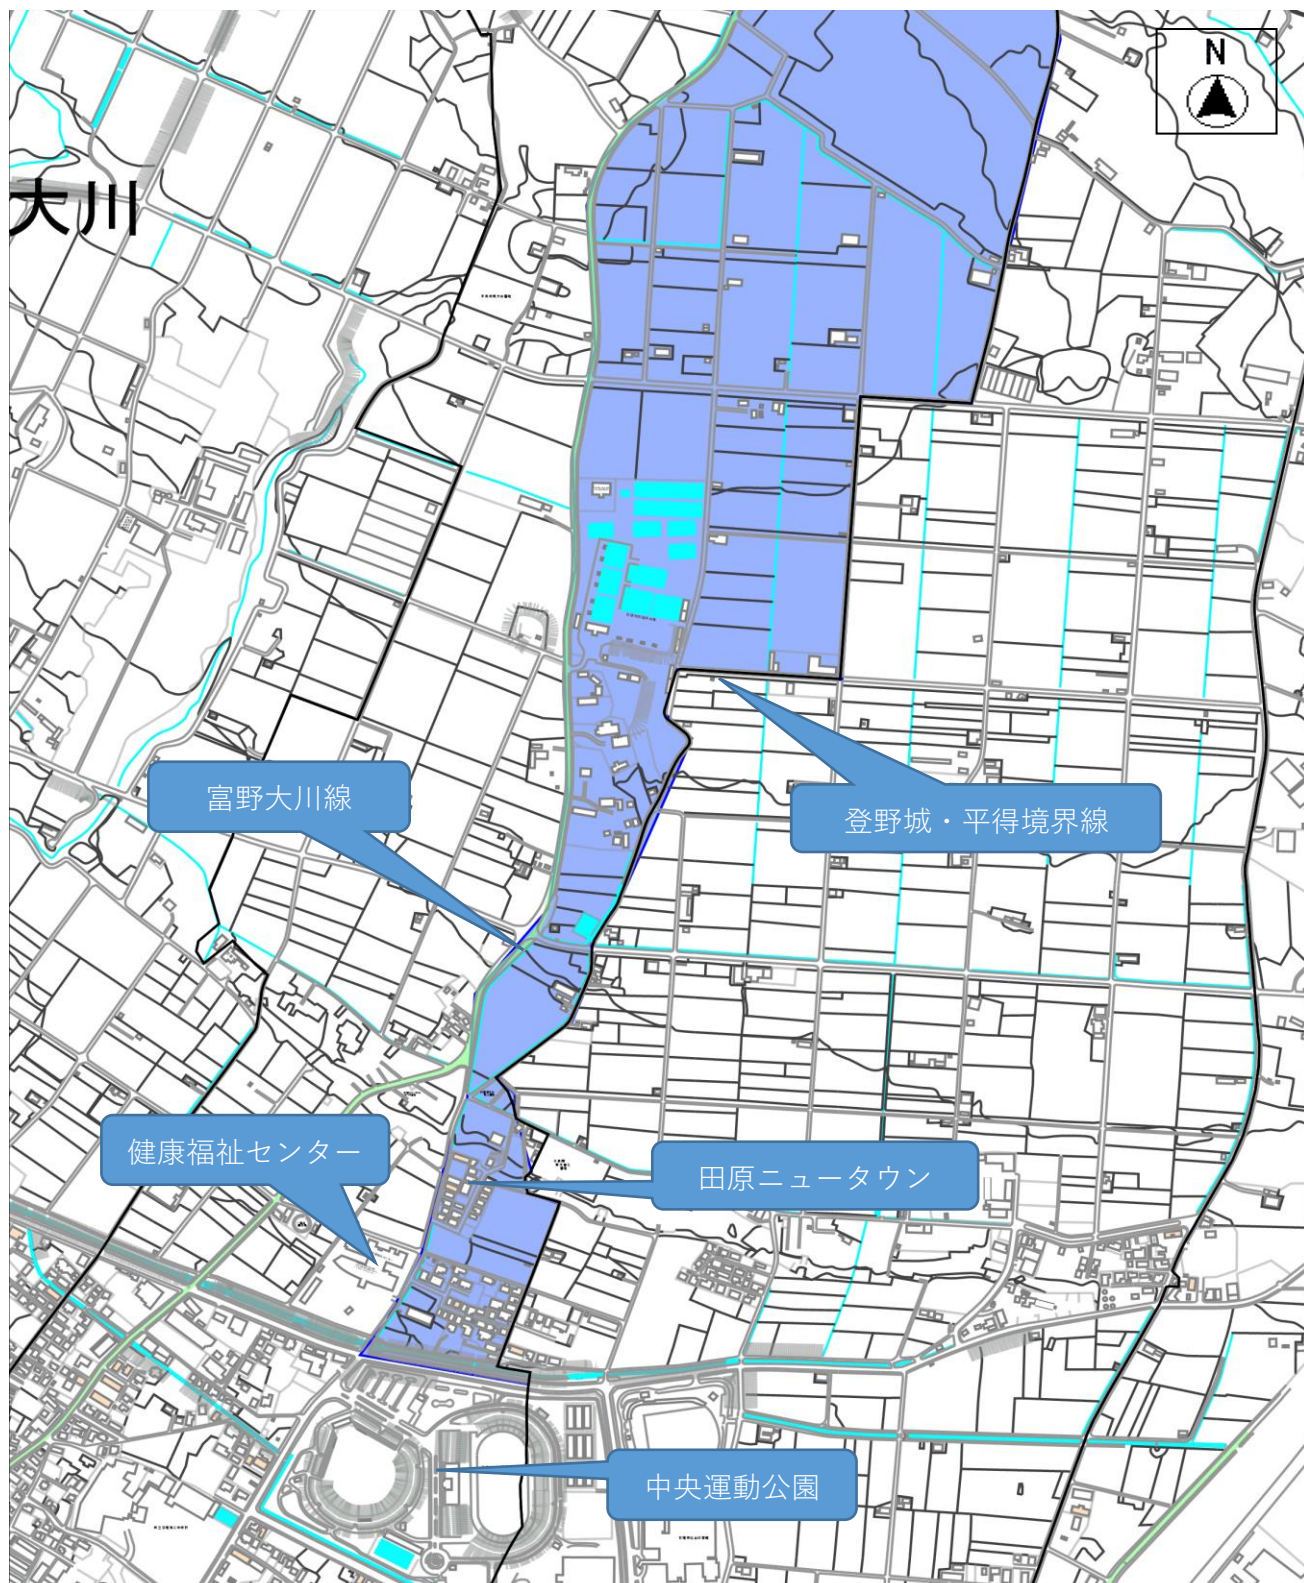 N
大川
富野大川線
登野城・平得境界線
健康福祉センター
田原ニュータウン
中央運動公園